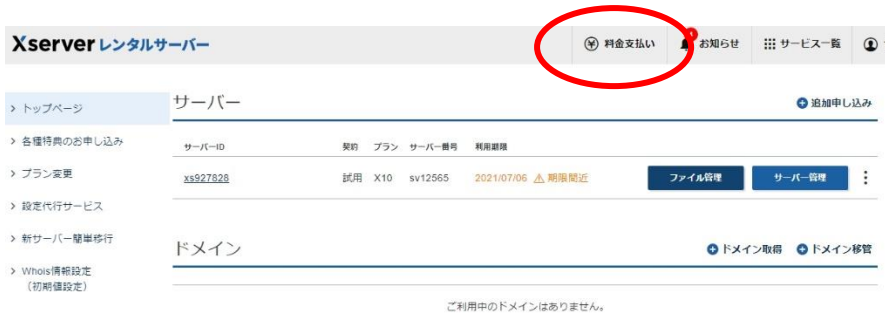 Xserver レンタルサーバー
料金支払い
お知らせ
サービス一覧
トップページ
各種特典のお申し込み
プラン変更
設定代行サービス
新サーバー簡単移行
Whois情報設定
（初期値設定）
サーバー
追加申し込み
サーバーID 契約 プラン サーバー番号 利用期限
xs927828 試用 X10 sv12565 2021/07/06 期限間近 ファイル管理 サーバー管理
ドメイン
ドメイン取得 ドメイン移管
ご利用中のドメインはありません。